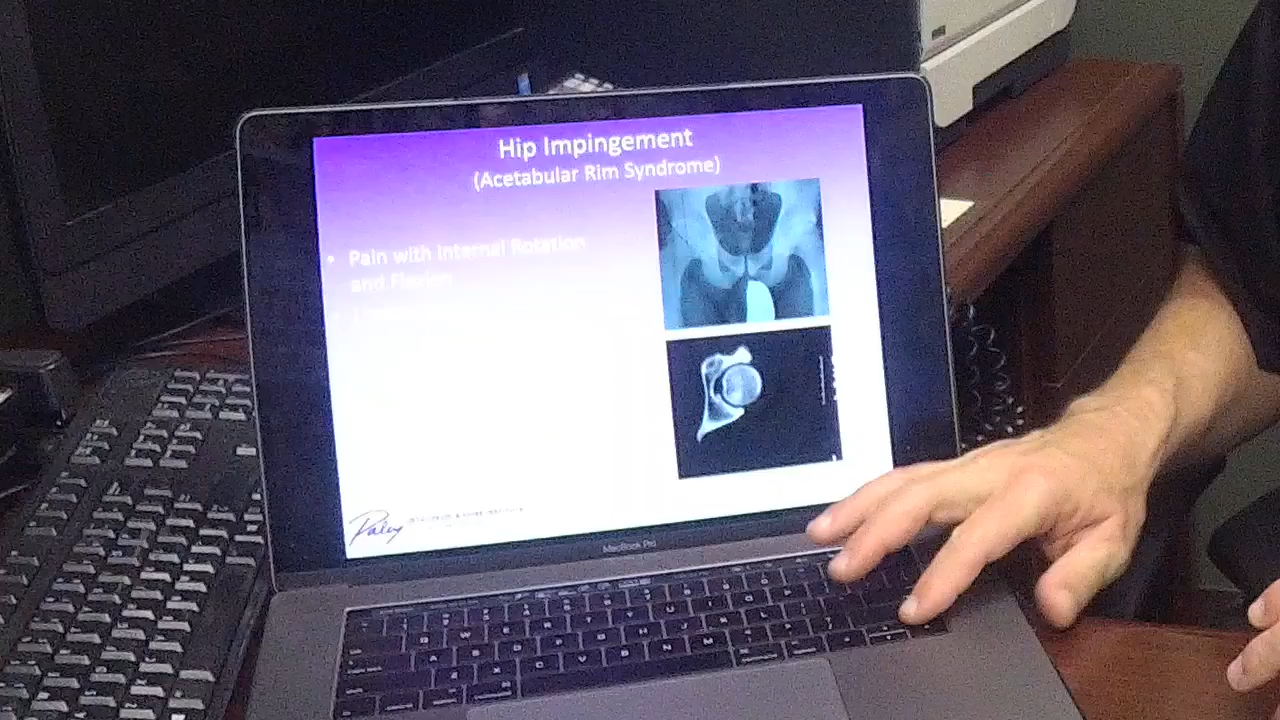 Hip Impingement
(Acetabular Rim Syndrome)
• Pain with Internal Rotation
and Flexion
Paley
MacBook Pro